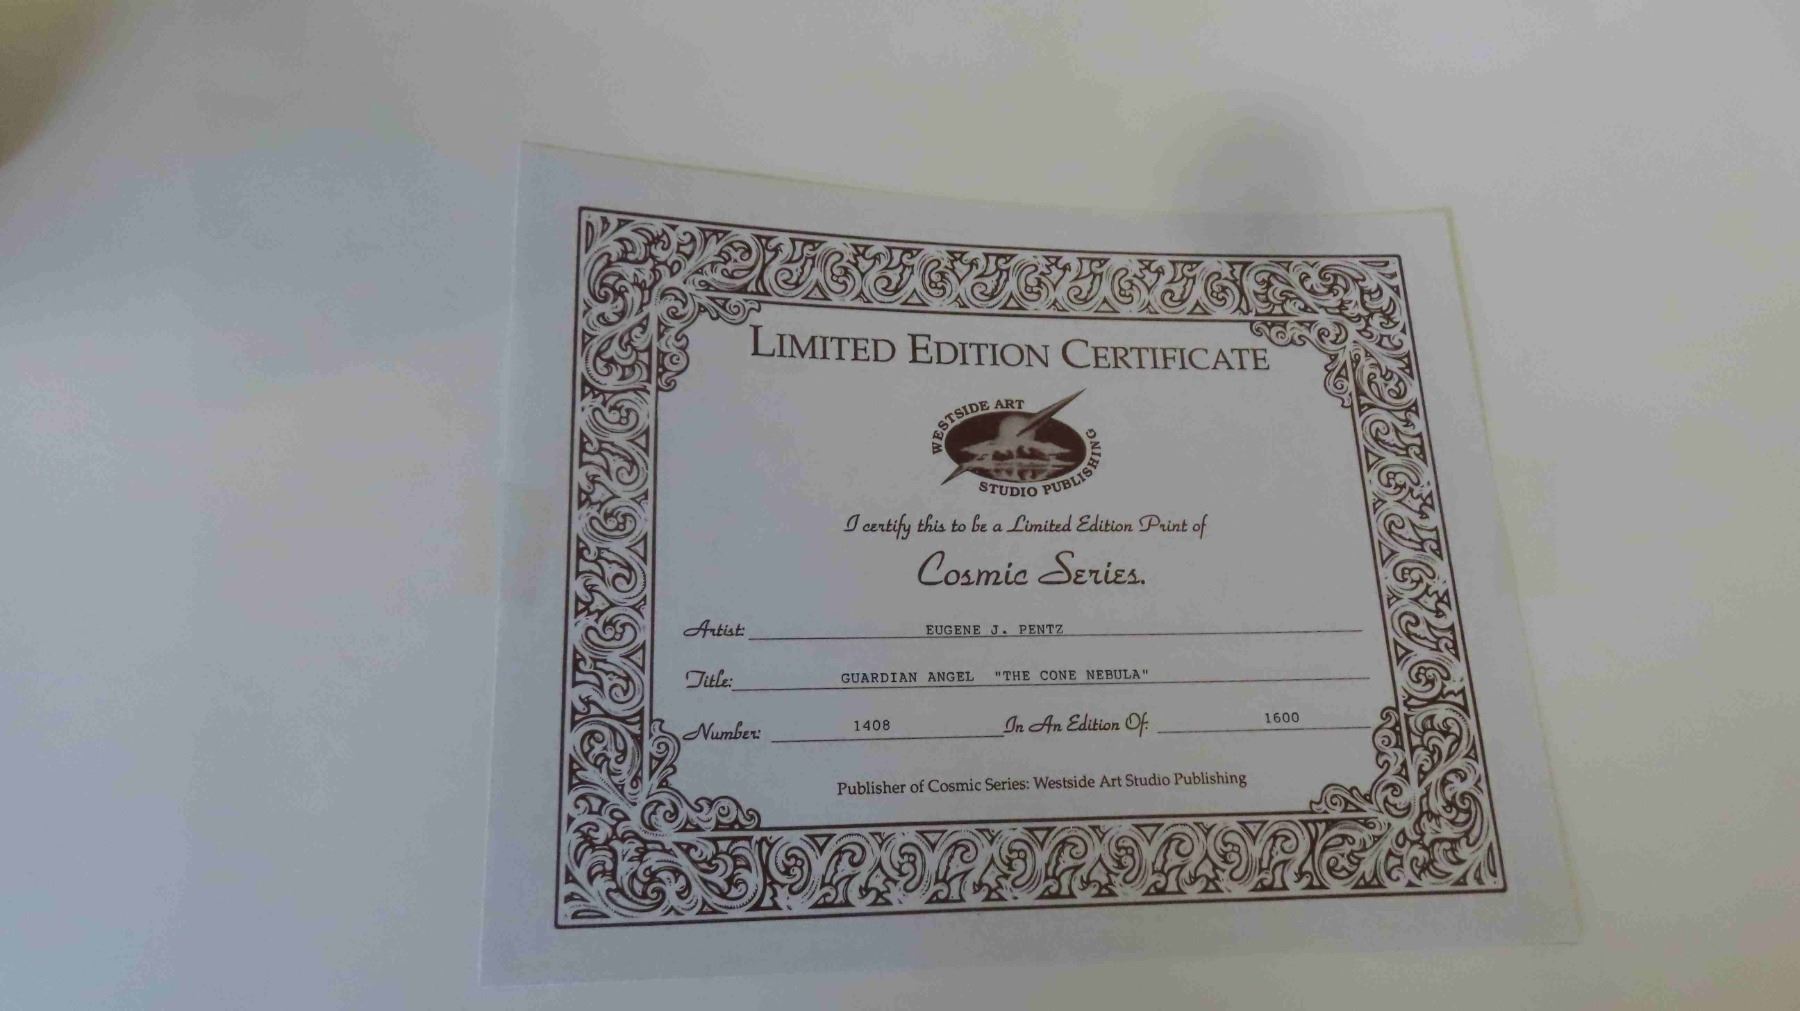 LIMITED EDITION CERTIFICATE
WESTSIDE ART
STUDIO PUBLISHING
I certify this to be a Limited Edition Print of
Cosmic Series.
Artist: EUGENE J. PENTZ
Title: GUARDIAN ANGEL "THE CONE NEBULA"
Number: 1408 In An Edition Of: 1600
Publisher of Cosmic Series: Westside Art Studio Publishing